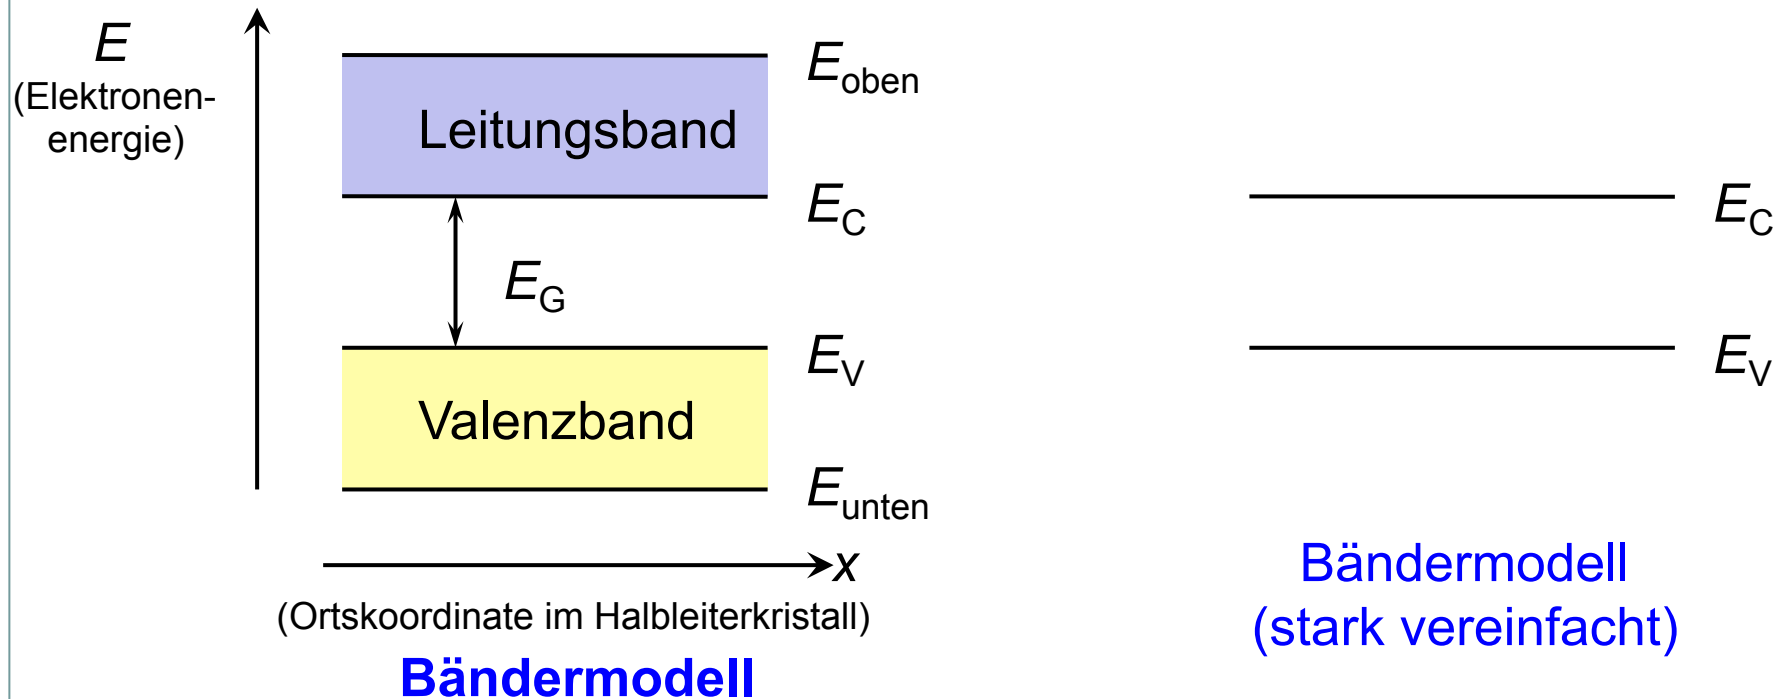 E
(Elektronen-
energie)
E_oben
Leitungsband
E_C
E_G
E_V
Valenzband
E_unten
x
(Ortskoordinate im Halbleiterkristall)
Bändermodell
E_C
E_V
Bändermodell
(stark vereinfacht)